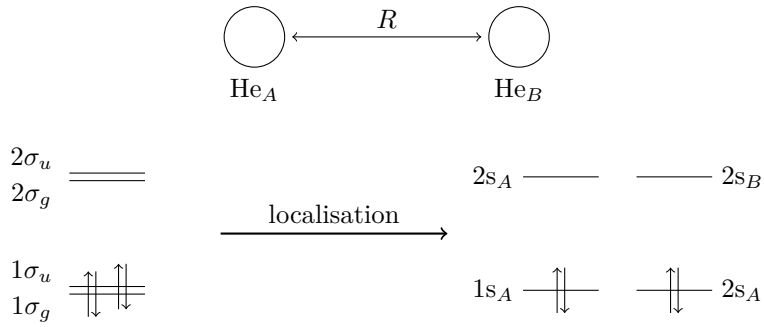 R
He_A He_B
2σ_u
2σ_g
2s_A 2s_B
localisation
1σ_u
1σ_g
1s_A 2s_A